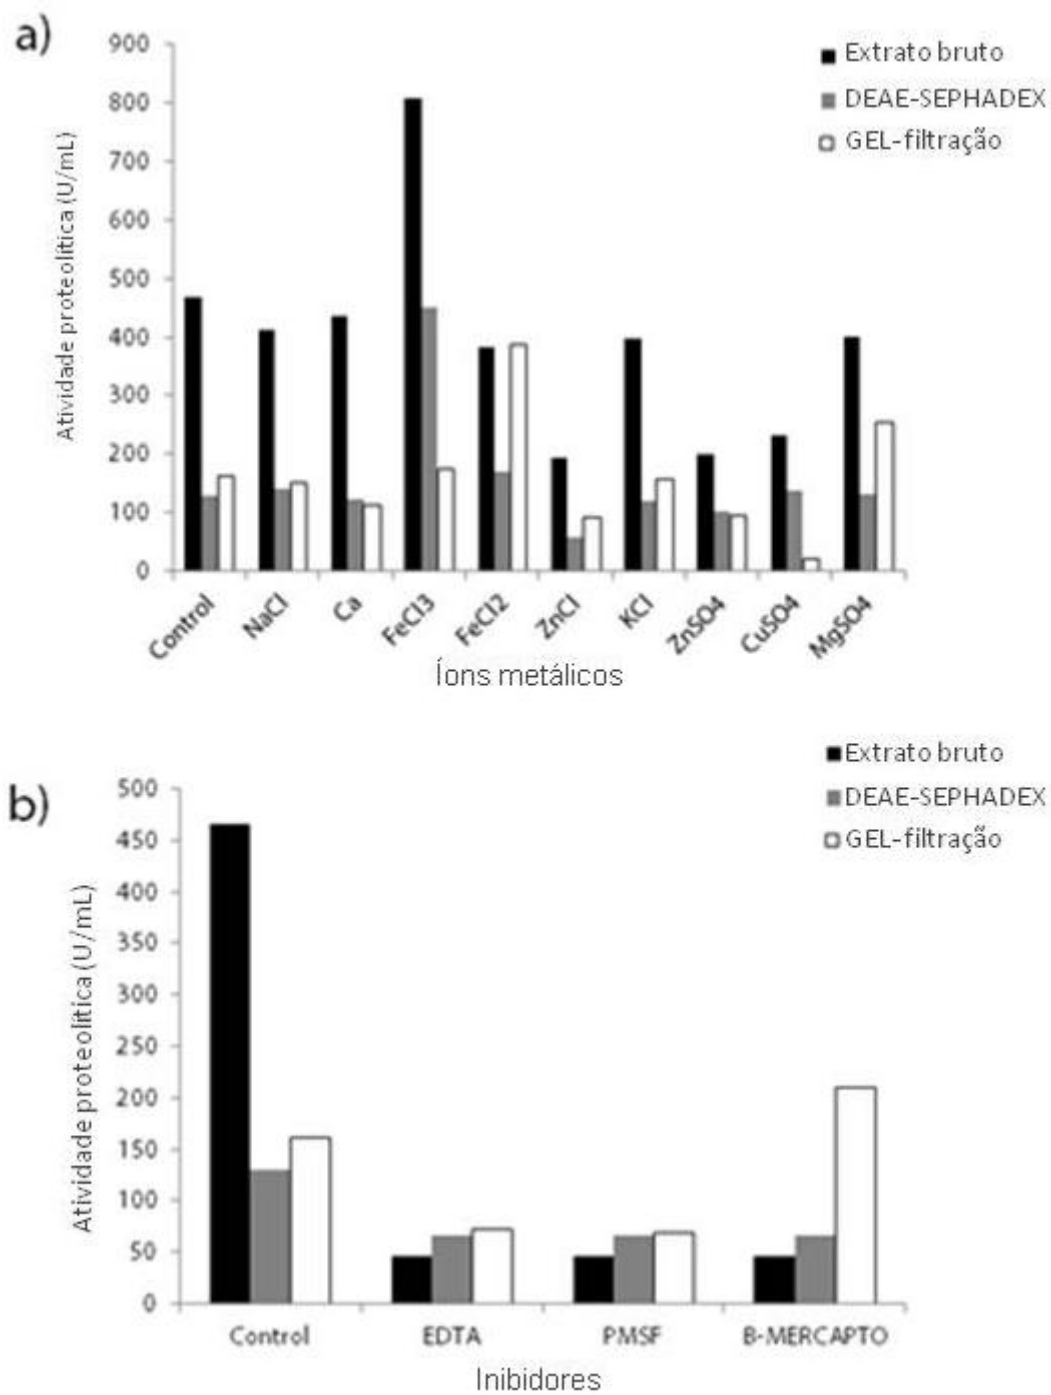 a)
Atividade proteolítica (U/mL)
900
800
700
600
500
400
300
200
100
0
Extrato bruto
DEAE-SEPHADEX
GEL-filtração
Control
NaCl
Ca
FeCl3
FeCl2
ZnCl
KCl
ZnSO4
CuSO4
MgSO4
Íons metálicos
b)
Atividade proteolítica (U/mL)
500
450
400
350
300
250
200
150
100
50
0
Extrato bruto
DEAE-SEPHADEX
GEL-filtração
Control
EDTA
PMSF
B-MERCAPTO
Inibidores